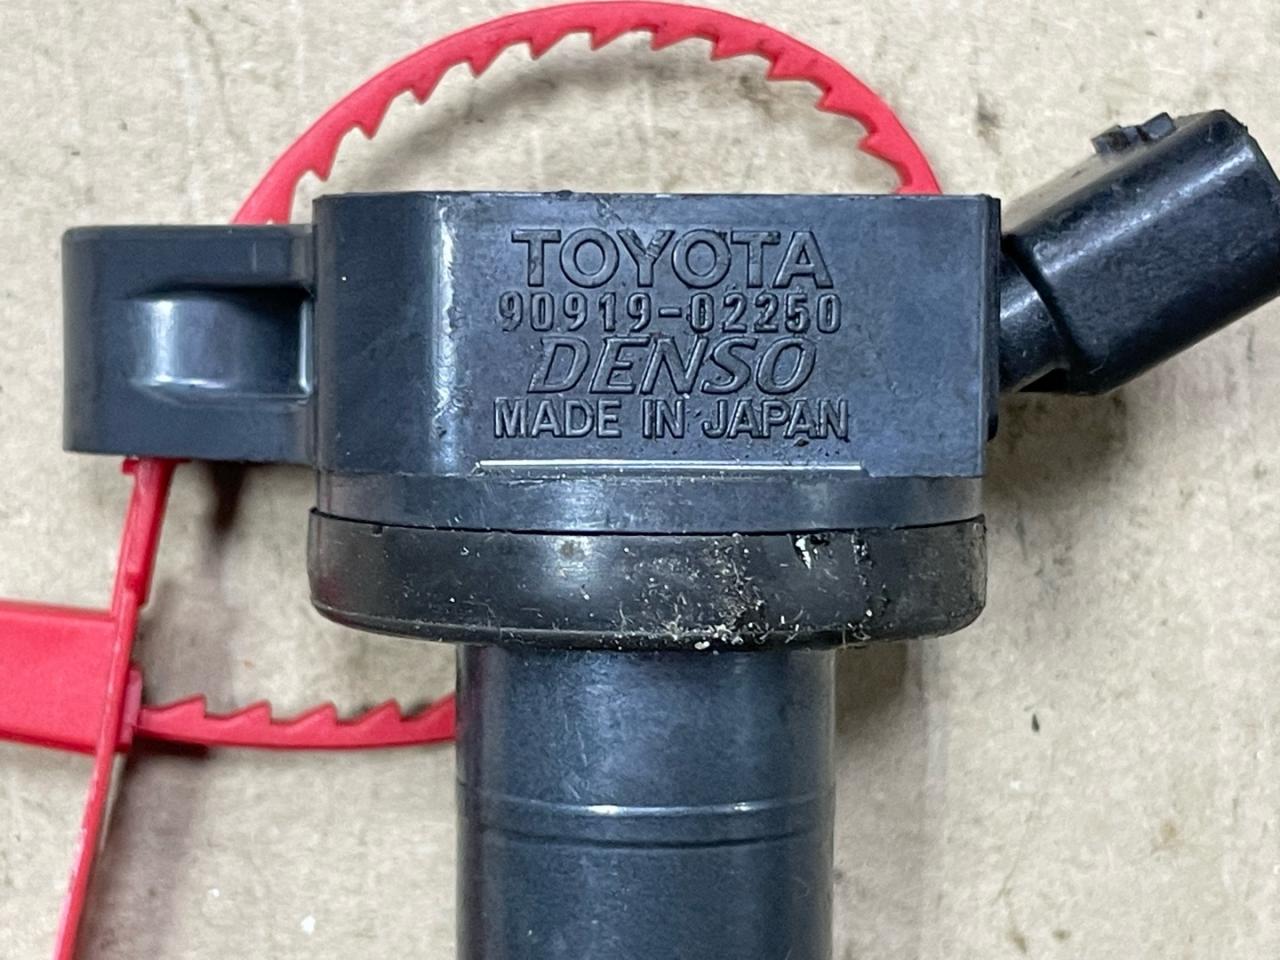 TOYOTA
90919-02250
DENSO
MADE IN JAPAN